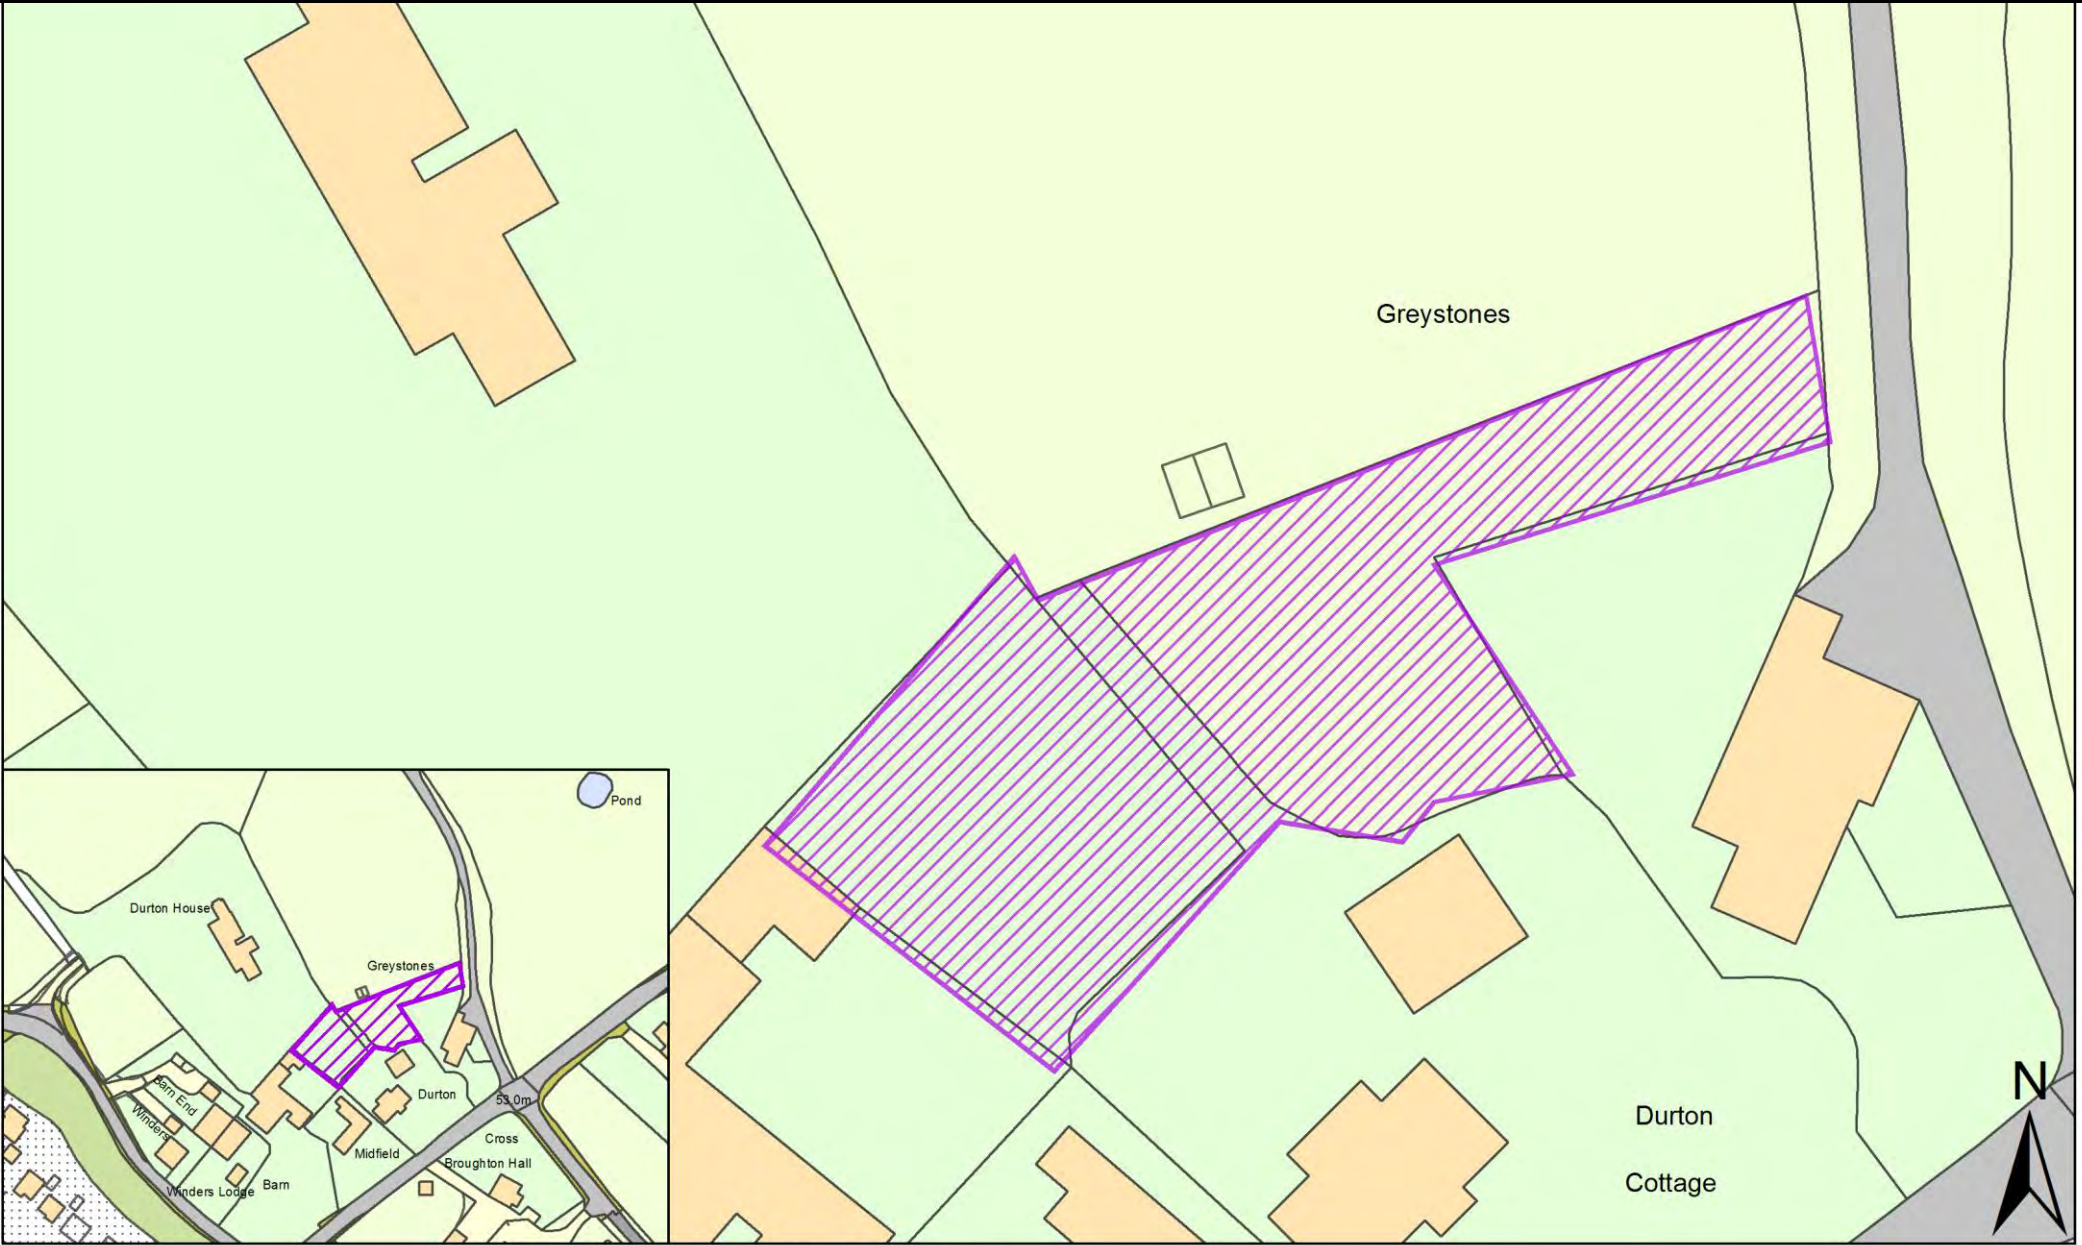 Greystones
Durton
Cottage
N
Pond
Durton House
Greystones
Barn End
Winders
Durton
53.0m
Cross
Midfield
Broughton Hall
Barn
Winders Lodge